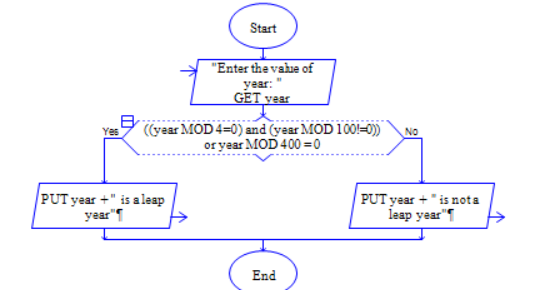 Start
"Enter the value of
year: "
GET year
Yes
((year MOD 4=0) and (year MOD 100!=0))
or year MOD 400 = 0
No
PUT year + " is a leap
year"¶
PUT year + " is not a
leap year"¶
End